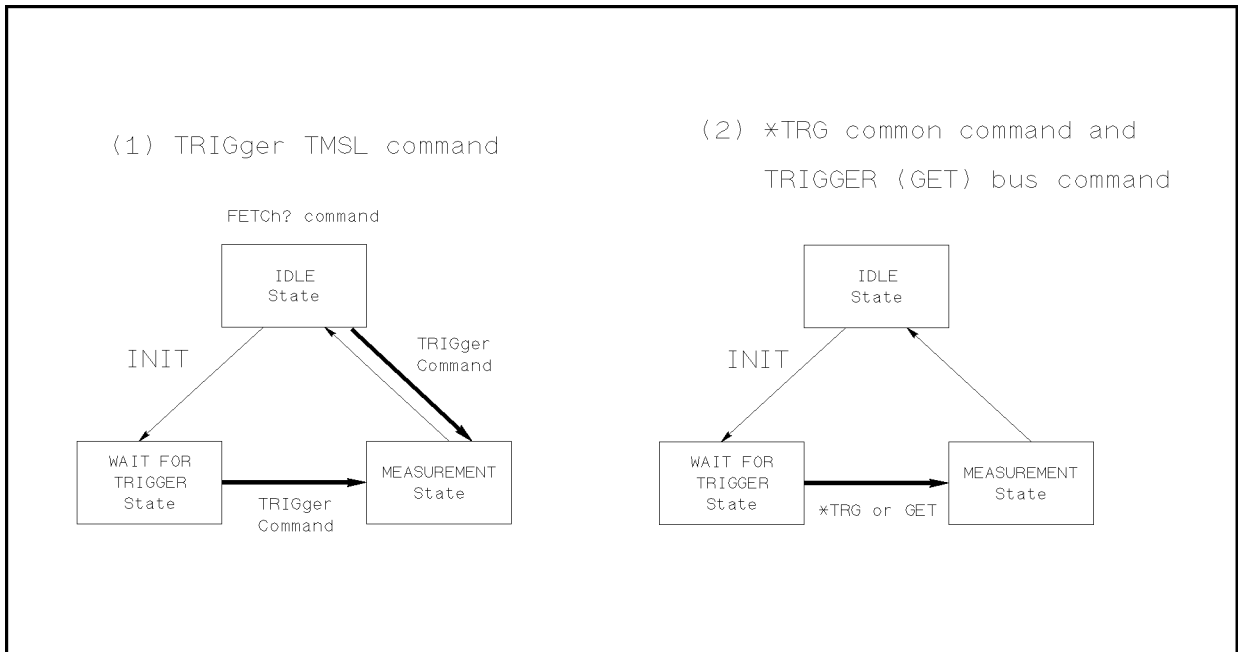 (1) TRIGger TMSL command
FETCh? command
IDLE
State
INIT
TRIGger
Command
WAIT FOR
TRIGGER
State
TRIGger
Command
MEASUREMENT
State
(2) *TRG common command and
TRIGGER (GET) bus command
IDLE
State
INIT
WAIT FOR
TRIGGER
State
*TRG or GET
MEASUREMENT
State